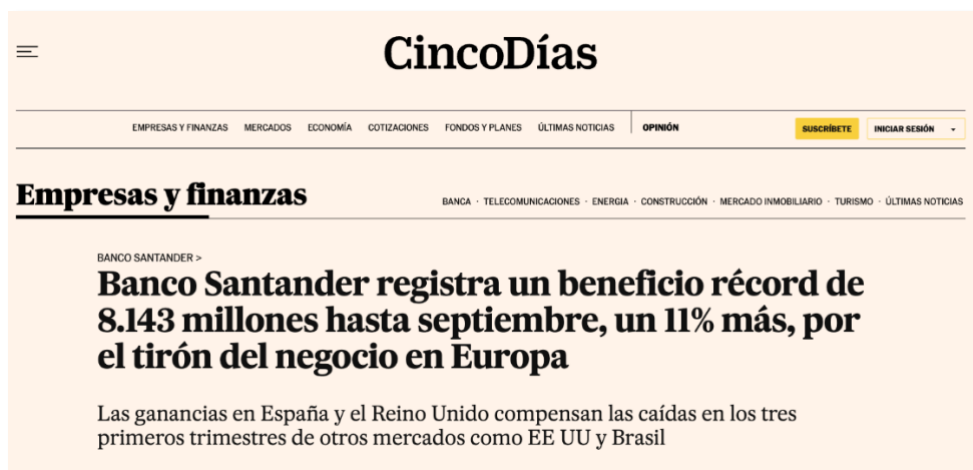 CincoDías
EMPRESAS Y FINANZAS MERCADOS ECONOMÍA COTIZACIONES FONDOS Y PLANES ÚLTIMAS NOTICIAS OPINIÓN SUSCRÍBETE INICIAR SESIÓN
Empresas y finanzas
BANCA · TELECOMUNICACIONES · ENERGIA · CONSTRUCCIÓN · MERCADO INMOBILIARIO · TURISMO · ÚLTIMAS NOTICIAS
BANCO SANTANDER >
Banco Santander registra un beneficio récord de
8.143 millones hasta septiembre, un 11% más, por
el tirón del negocio en Europa
Las ganancias en España y el Reino Unido compensan las caídas en los tres
primeros trimestres de otros mercados como EE UU y Brasil